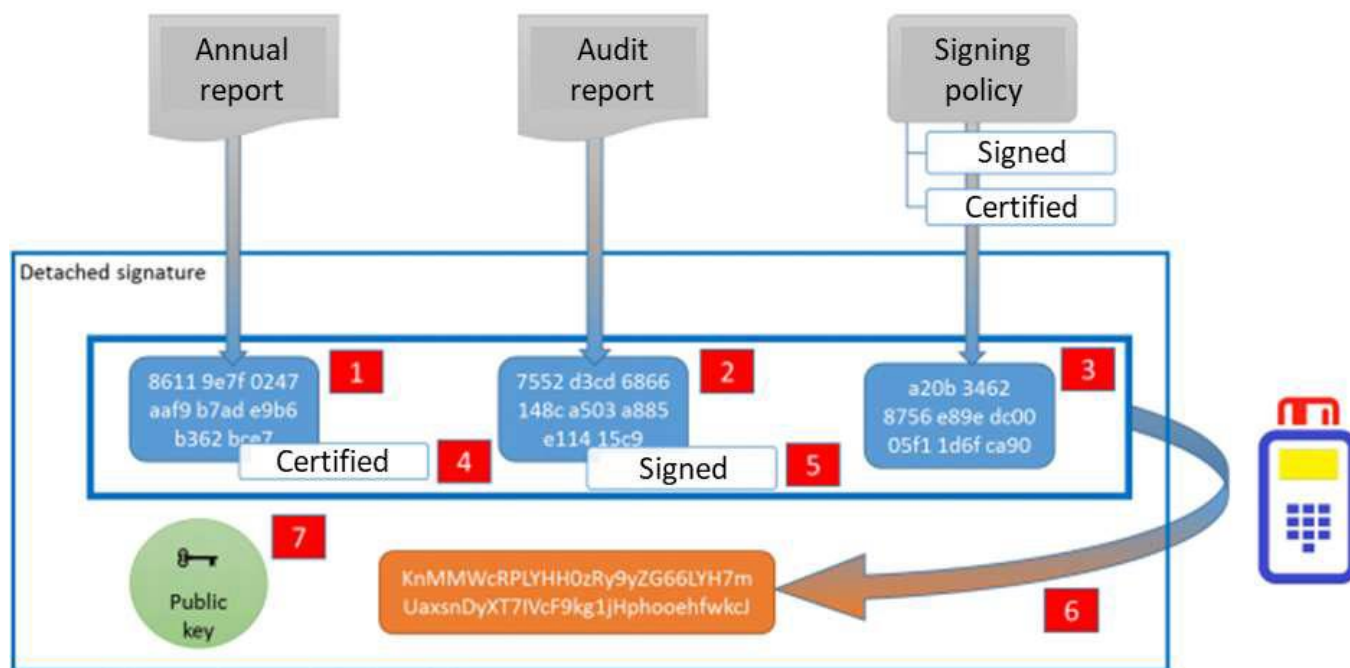 Annual
report
Audit
report
Signing
policy
Signed
Certified
Detached signature
8611 9e7f 0247
aaf9 b7ad e9b6
b362 bce7
1
Certified
4
7552 d3cd 6866
148c a503 a885
e114 15c9
2
Signed
5
a20b 3462
8756 e89e dc00
05f1 1d6f ca90
3
7
Public
key
KnMMWcRPLYHH0zRy9yZG66LYH7m
UaxsnDyXT7IVcF9kg1jHphooehfwkcJ
6